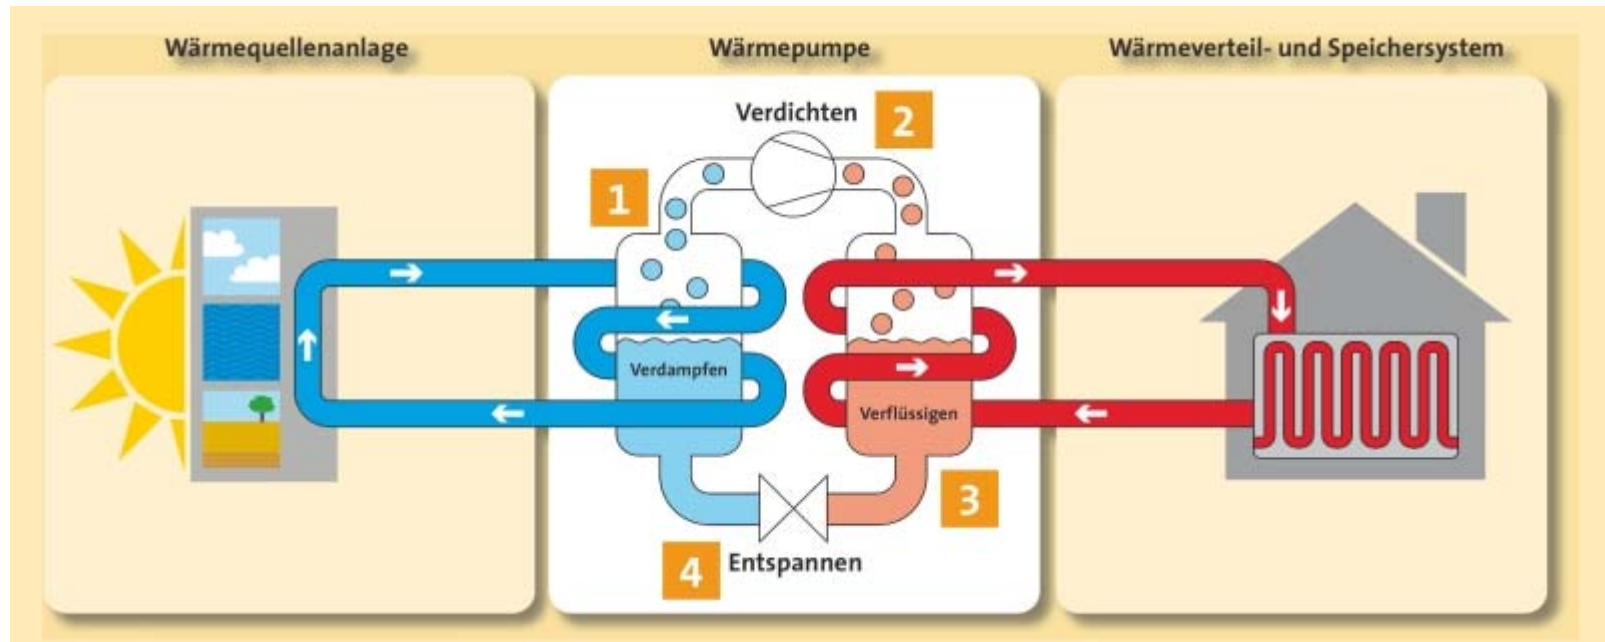 Wärmequellenanlage
Wärmepumpe
Wärmeverteil- und Speichersystem
Verdichten
2
1
Verdampfen
Verflüssigen
3
4
Entspannen